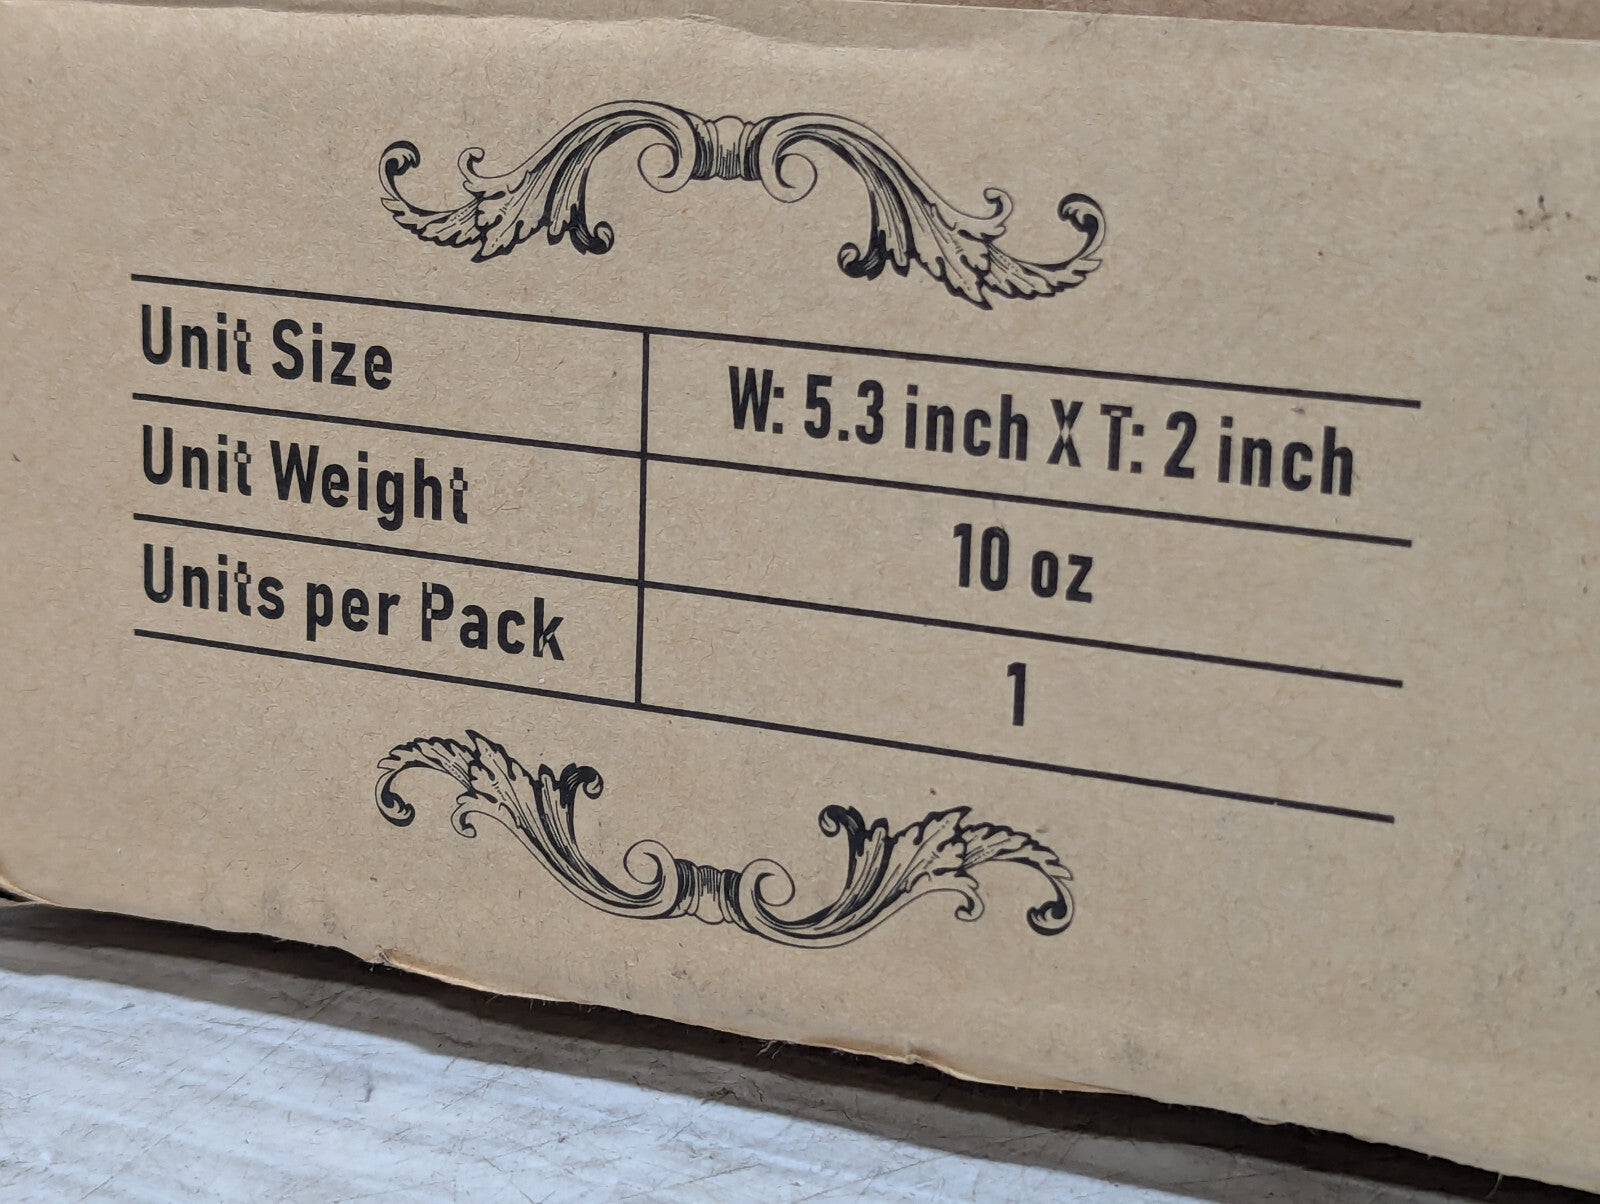 Unit Size W: 5.3 inch X T: 2 inch
Unit Weight 10 oz
Units per Pack 1